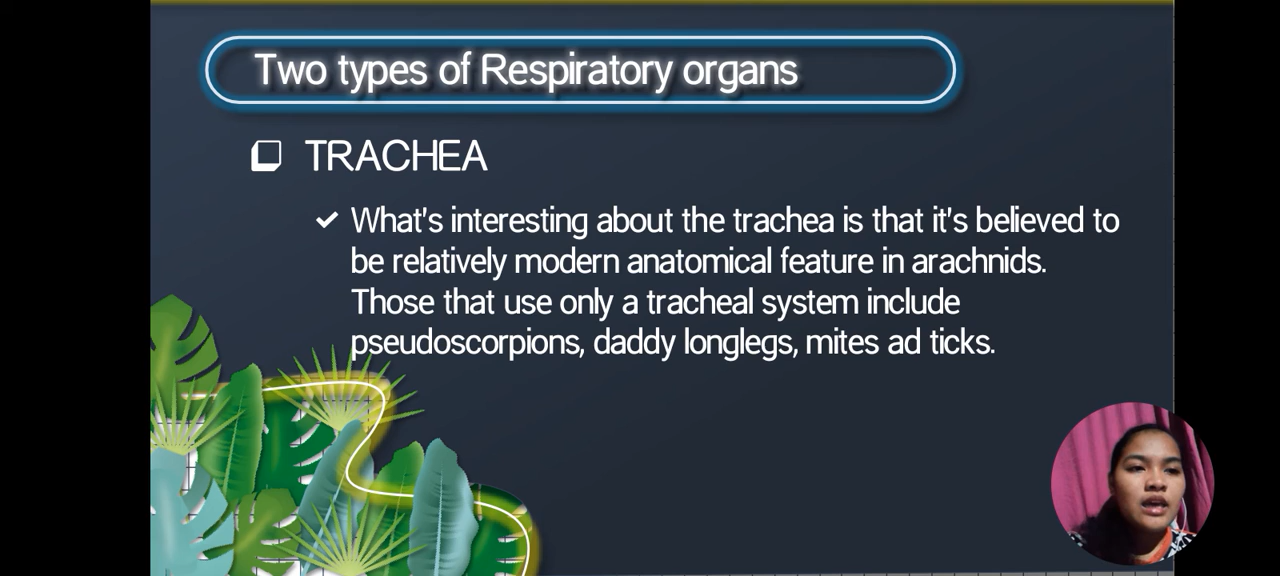 Two types of Respiratory organs
TRACHEA
What's interesting about the trachea is that it's believed to
be relatively modern anatomical feature in arachnids.
Those that use only a tracheal system include
pseudoscorpions, daddy longlegs, mites ad ticks.